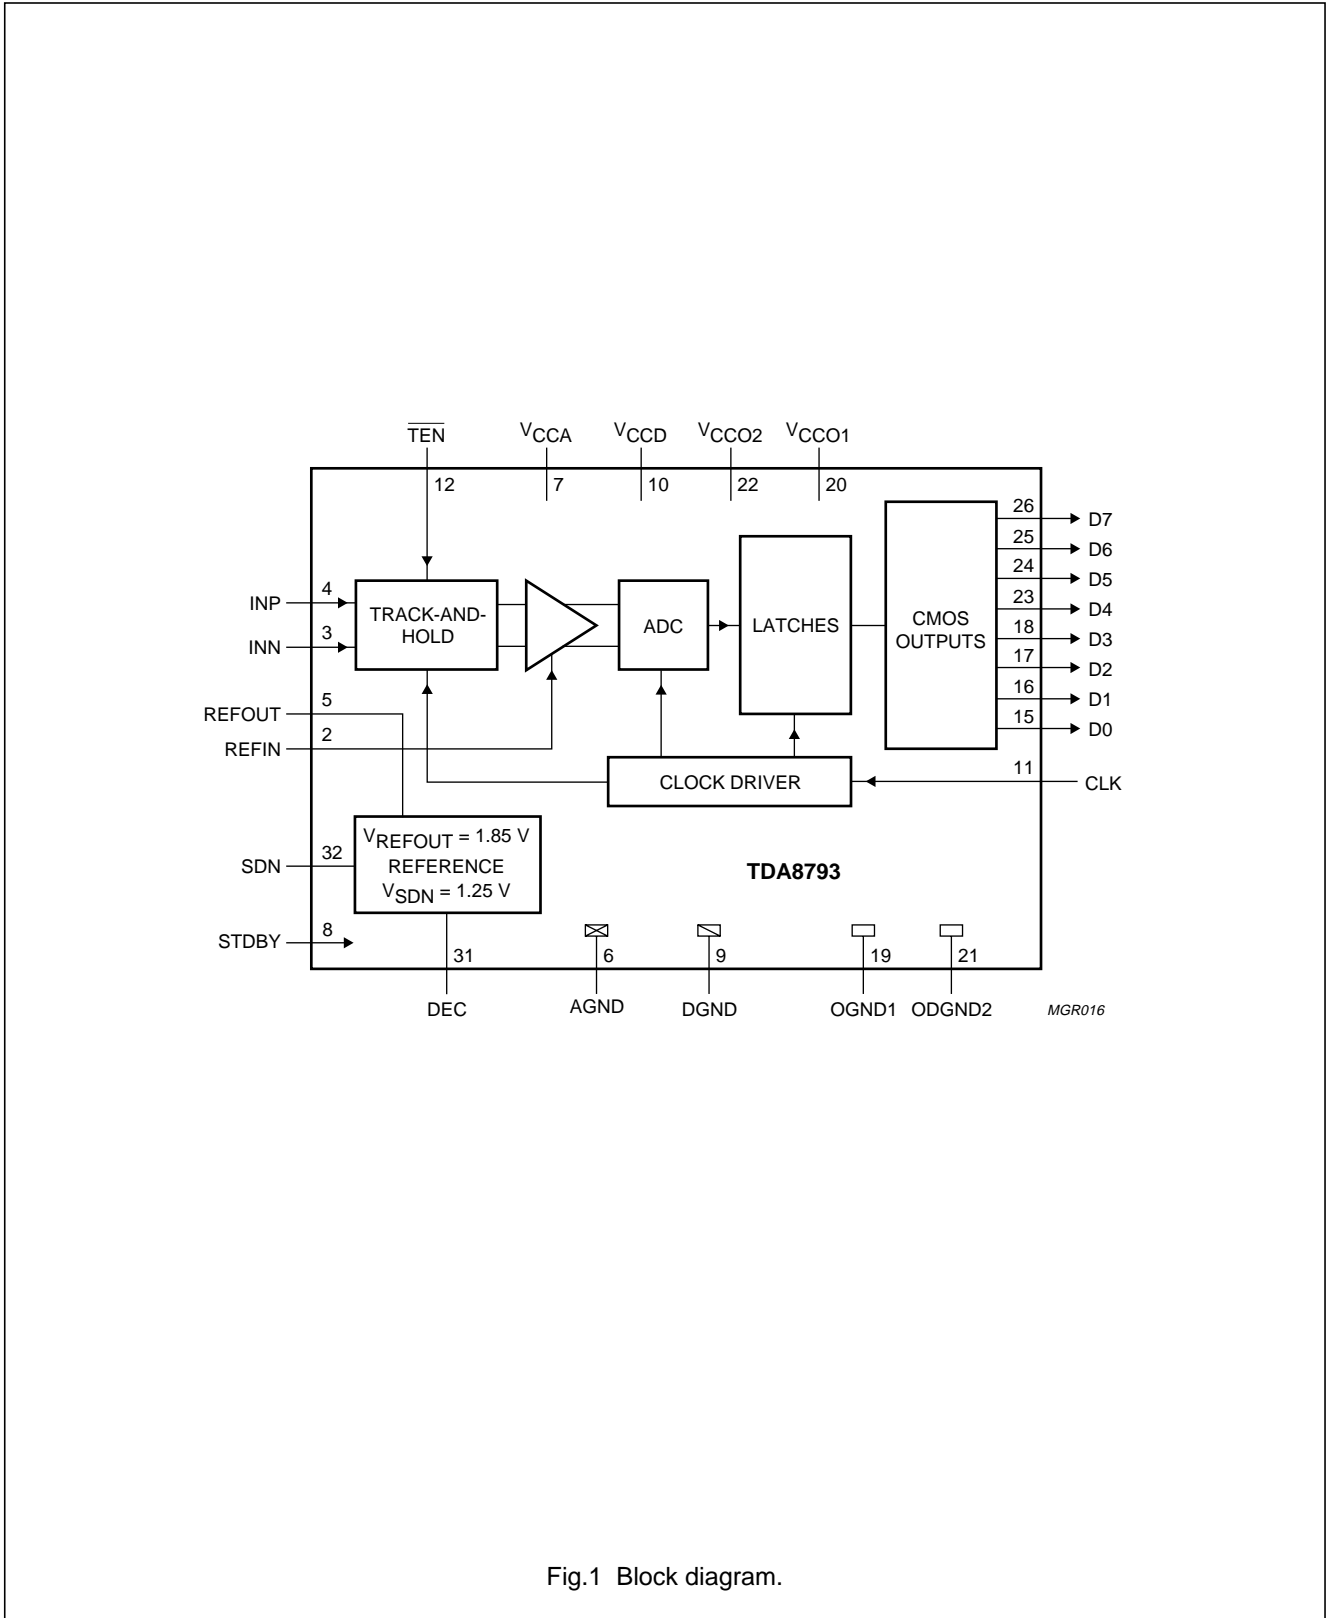 TEN
VCCA
VCCD
VCCO2
VCCO1
12
7
10
22
20
INP
4
INN
3
REFOUT
5
REFIN
2
TRACK-AND-
HOLD
ADC
LATCHES
CMOS
OUTPUTS
26
D7
25
D6
24
D5
23
D4
18
D3
17
D2
16
D1
15
D0
11
CLK
CLOCK DRIVER
VREFOUT = 1.85 V
REFERENCE
VSDN = 1.25 V
SDN
32
STDBY
8
TDA8793
31
6
9
19
21
DEC
AGND
DGND
OGND1
ODGND2
MGR016
Fig.1 Block diagram.